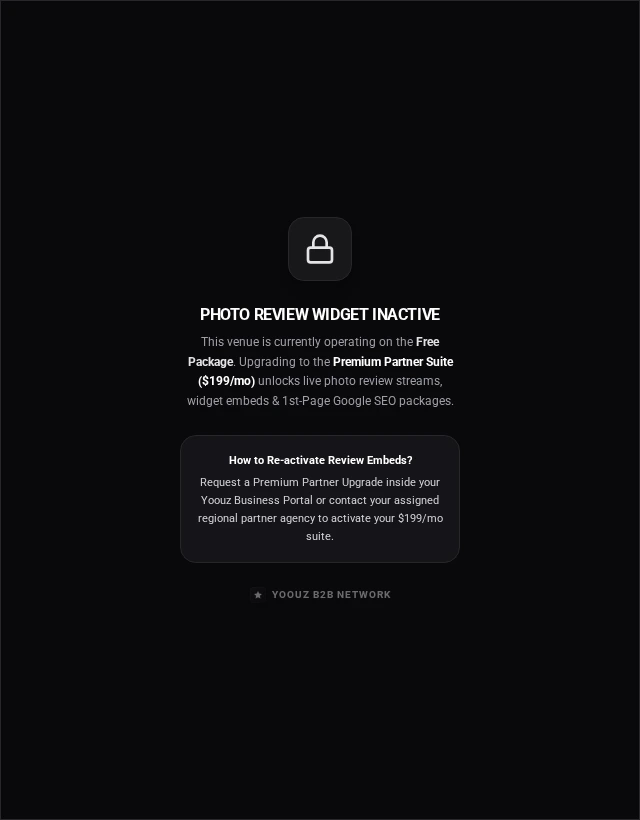 PHOTO REVIEW WIDGET INACTIVE
This venue is currently operating on the Free
Package. Upgrading to the Premium Partner Suite
($199/mo) unlocks live photo review streams,
widget embeds & 1st-Page Google SEO packages.
How to Re-activate Review Embeds?
Request a Premium Partner Upgrade inside your
Yoouz Business Portal or contact your assigned
regional partner agency to activate your $199/mo
suite.
YOOUZ B2B NETWORK